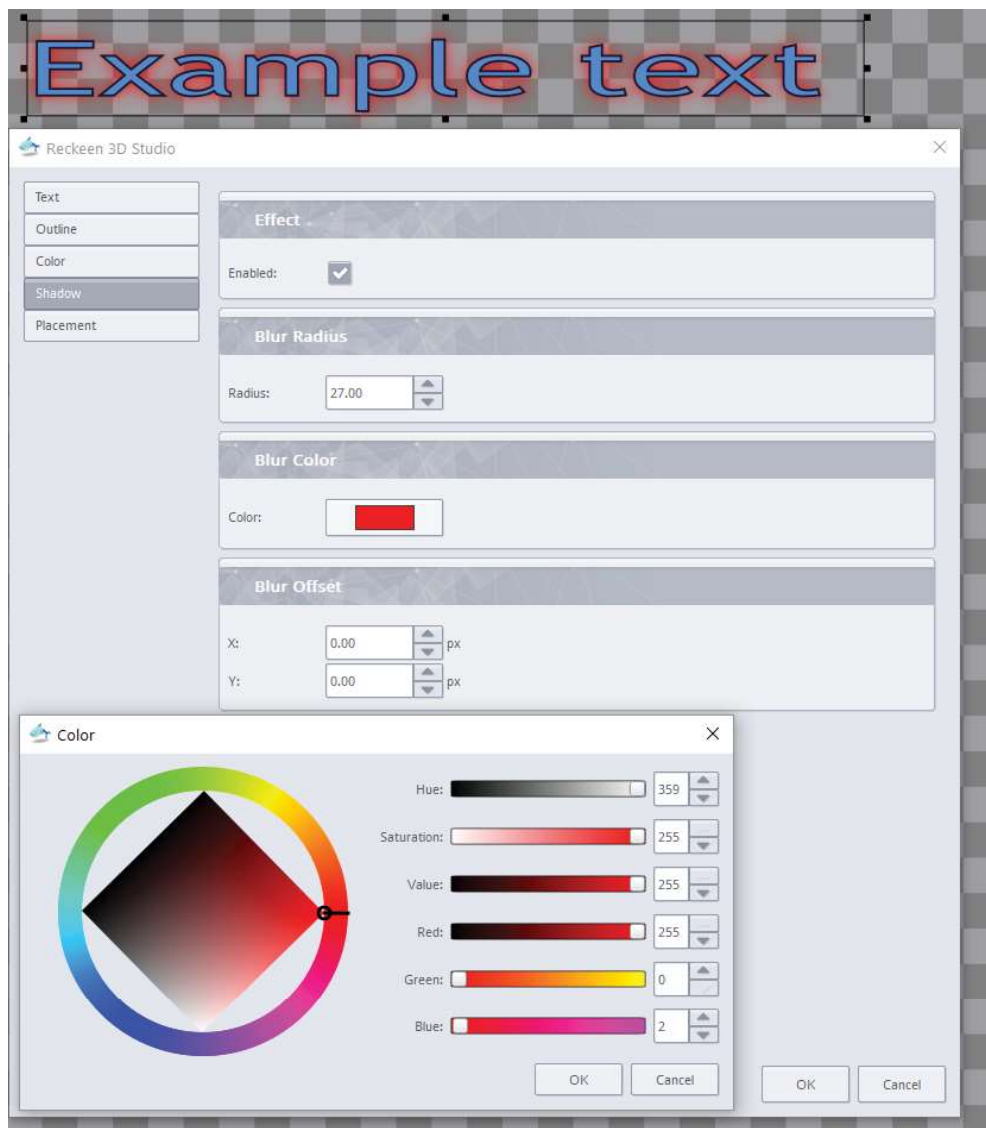 Example text
Reckeen 3D Studio
Text
Outline
Color
Shadow
Placement
Effect
Enabled:
Blur Radius
Radius: 27.00
Blur Color
Color:
Blur Offset
X: 0.00 px
Y: 0.00 px
Color
Hue: 359
Saturation: 255
Value: 255
Red: 255
Green: 0
Blue: 2
OK Cancel
OK Cancel